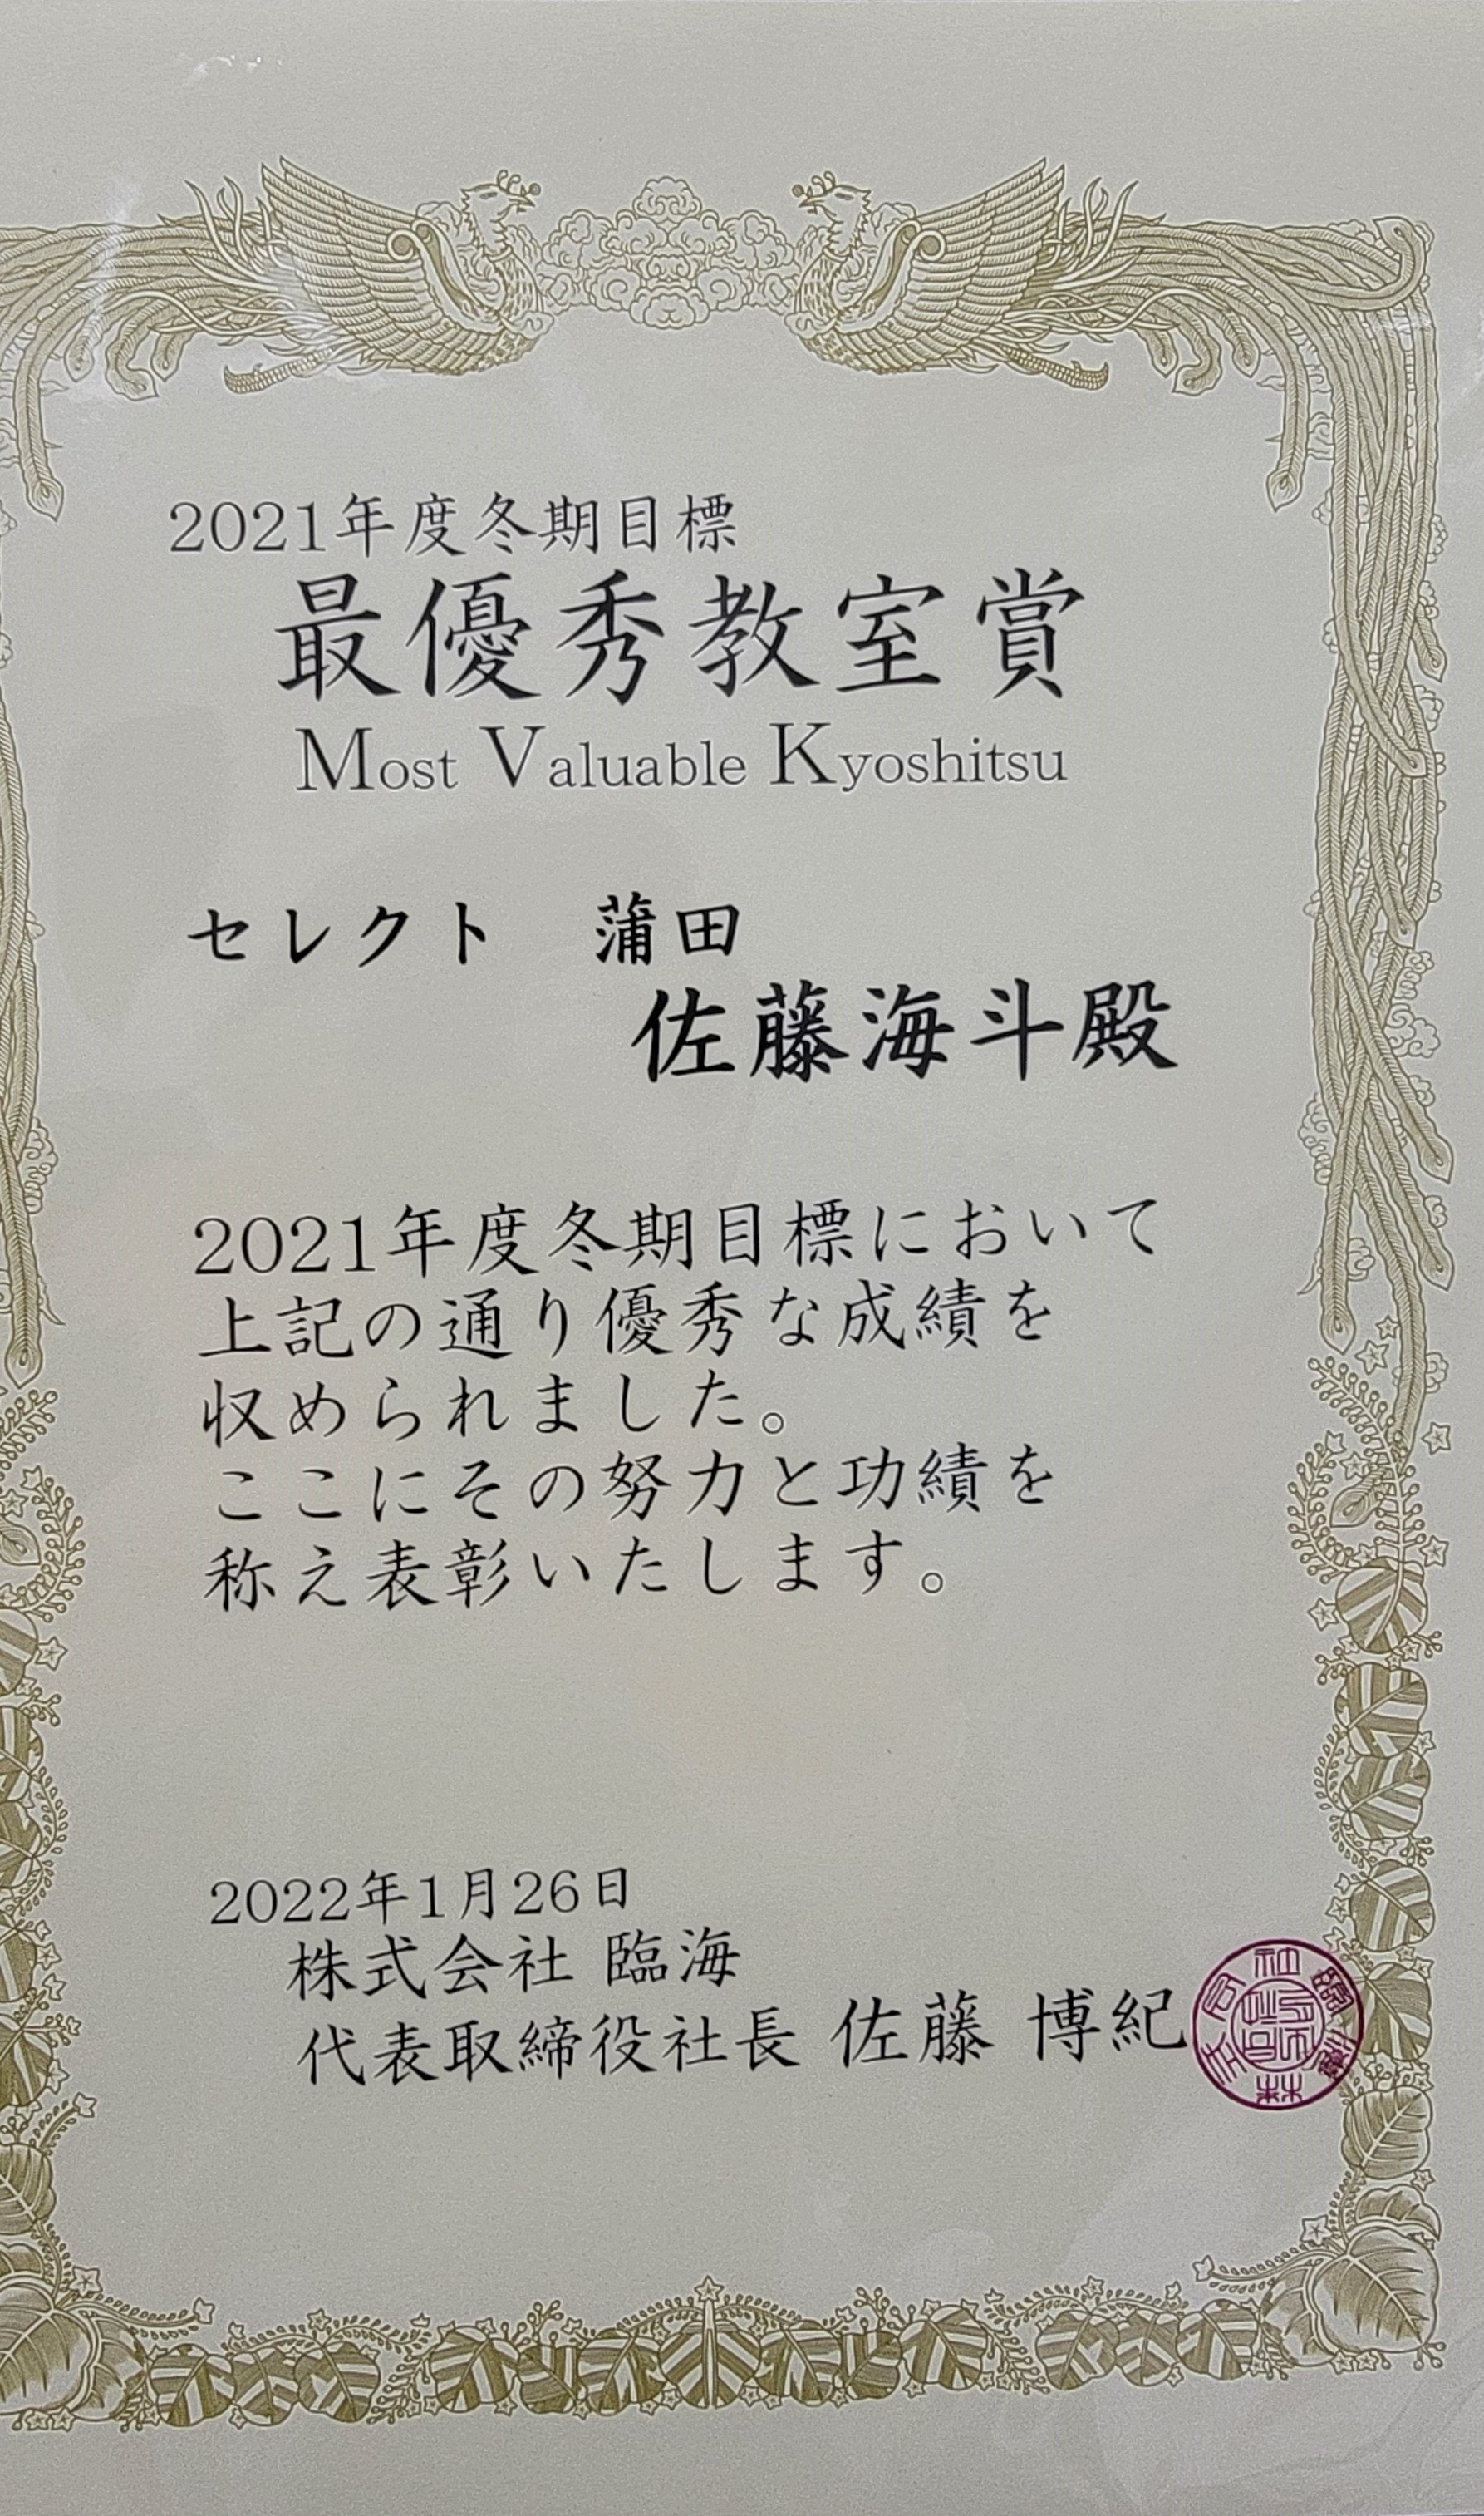 2021年度冬期目標
最優秀教室賞
Most Valuable Kyoshitsu
セレクト　蒲田
佐藤海斗殿
2021年度冬期目標において
上記の通り優秀な成績を
収められました。
ここにその努力と功績を
称え表彰いたします。
2022年1月26日
株式会社 臨海
代表取締役社長 佐藤 博紀